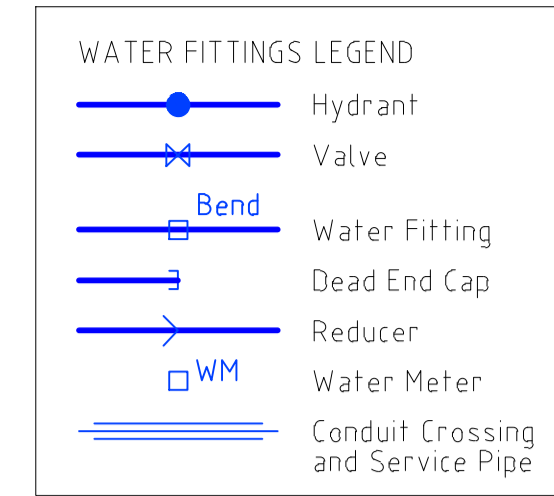 WATER FITTINGS LEGEND
Hydrant
Valve
Bend
Water Fitting
Dead End Cap
Reducer
WM
Water Meter
Conduit Crossing
and Service Pipe